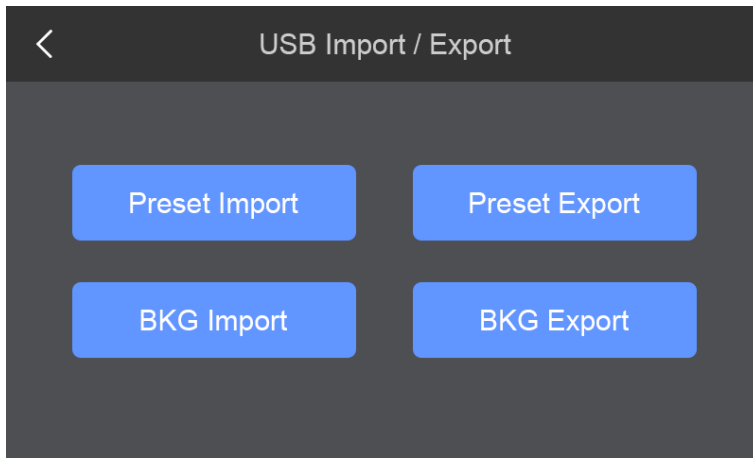 USB Import / Export
Preset Import
Preset Export
BKG Import
BKG Export